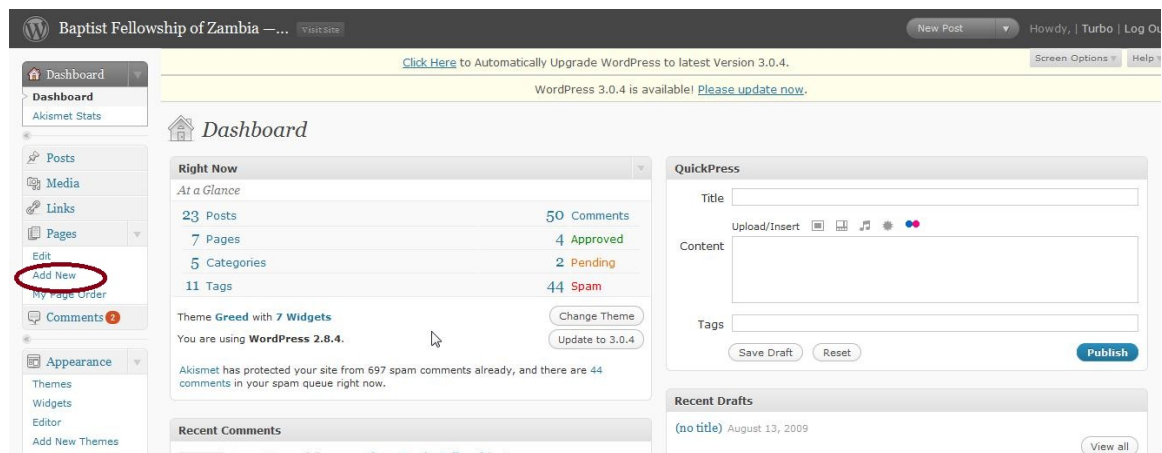 Baptist Fellowship of Zambia —... Visit Site New Post Howdy, | Turbo | Log Ou
Screen Options Help
Click Here to Automatically Upgrade WordPress to latest Version 3.0.4.
WordPress 3.0.4 is available! Please update now.
Dashboard
Dashboard
Akismet Stats
Posts
Media
Links
Pages
Edit
Add New
My Page Order
Comments 2
Appearance
Themes
Widgets
Editor
Add New Themes
Dashboard
Right Now
At a Glance
23 Posts 50 Comments
7 Pages 4 Approved
5 Categories 2 Pending
11 Tags 44 Spam
Theme Greed with 7 Widgets Change Theme
You are using WordPress 2.8.4. Update to 3.0.4
Akismet has protected your site from 697 spam comments already, and there are 44
comments in your spam queue right now.
Recent Comments
QuickPress
Title
Upload/Insert
Content
Tags
Save Draft Reset Publish
Recent Drafts
(no title) August 13, 2009
View all